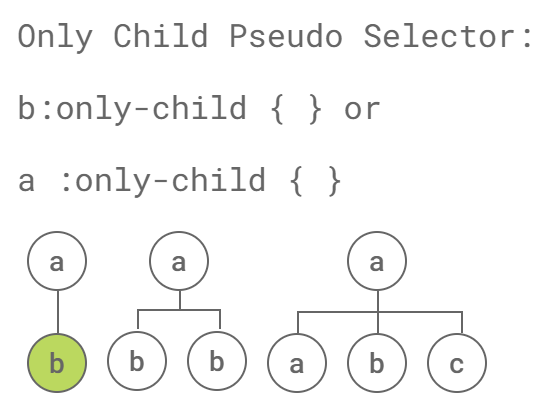 Only Child Pseudo Selector:
b:only-child { } or
a :only-child { }
a a a
b b b a b c